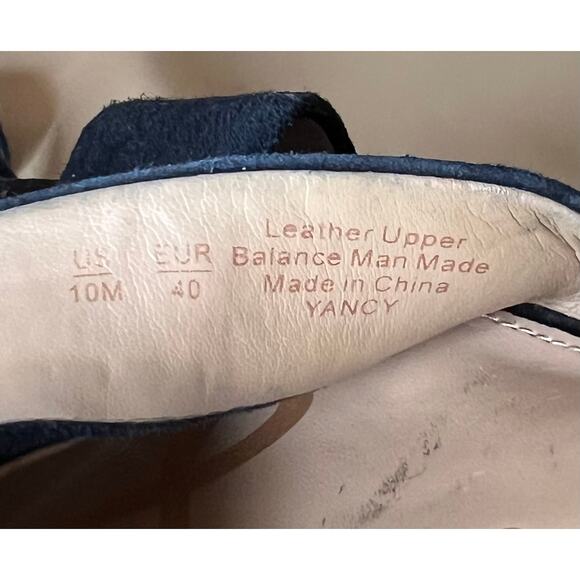 US EUR
10M 40
Leather Upper
Balance Man Made
Made in China
YANCY